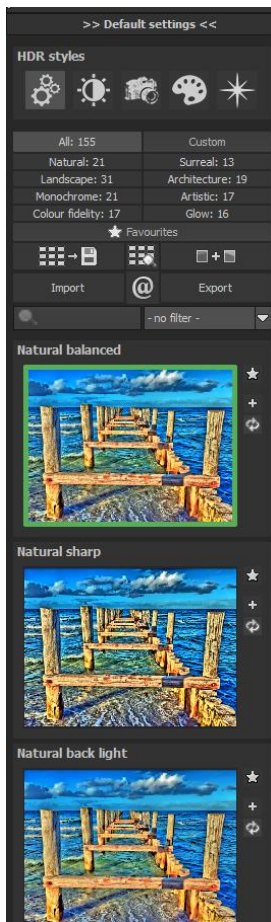 >> Default settings <<
HDR styles
All: 155 Custom
Natural: 21 Surreal: 13
Landscape: 31 Architecture: 19
Monochrome: 21 Artistic: 17
Colour fidelity: 17 Glow: 16
Favourites
Import @ Export
- no filter -
Natural balanced
Natural sharp
Natural back light